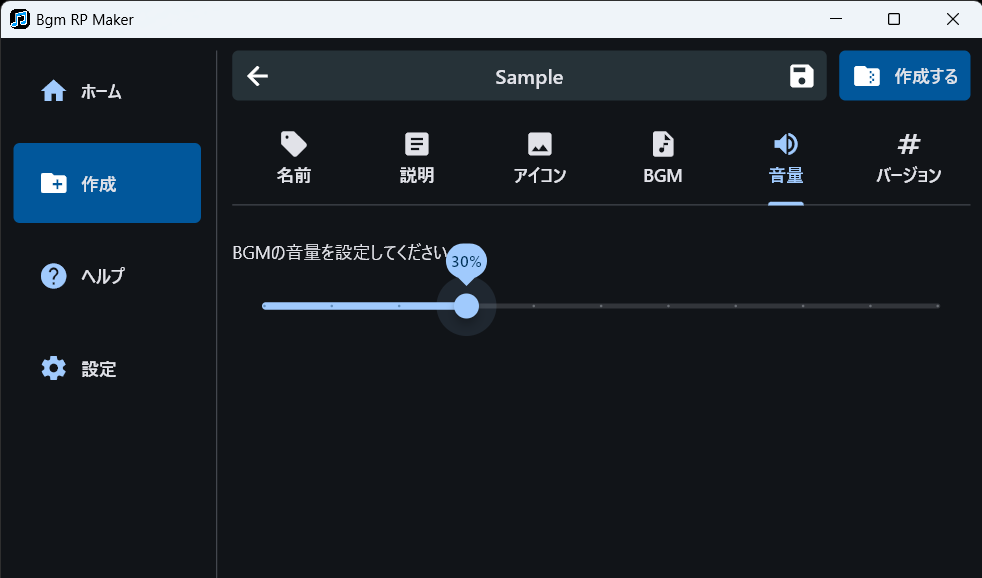 Bgm RP Maker
ホーム
作成
ヘルプ
設定
Sample
作成する
名前
説明
アイコン
BGM
音量
バージョン
BGMの音量を設定してください
30%